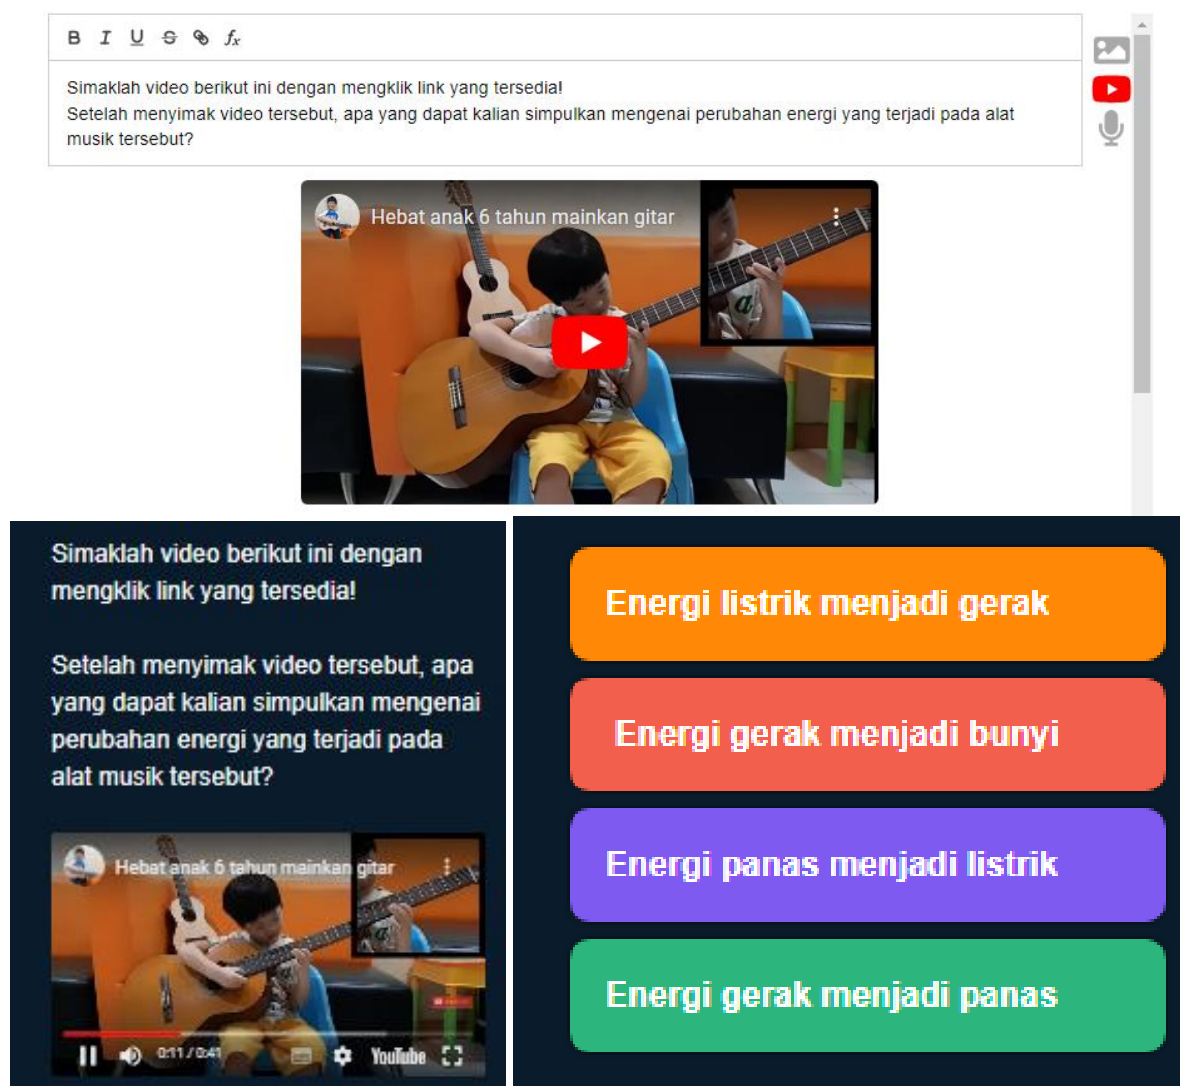 B I U S fx
Simaklah video berikut ini dengan mengklik link yang tersedia!
Setelah menyimak video tersebut, apa yang dapat kalian simpulkan mengenai perubahan energi yang terjadi pada alat
musik tersebut?
Hebat anak 6 tahun mainkan gitar
Simaklah video berikut ini dengan
mengklik link yang tersedia!
Setelah menyimak video tersebut, apa
yang dapat kalian simpulkan mengenai
perubahan energi yang terjadi pada
alat musik tersebut?
Hebat anak 6 tahun mainkan gitar
0:11 / 0:41 YouTube
Energi listrik menjadi gerak
Energi gerak menjadi bunyi
Energi panas menjadi listrik
Energi gerak menjadi panas